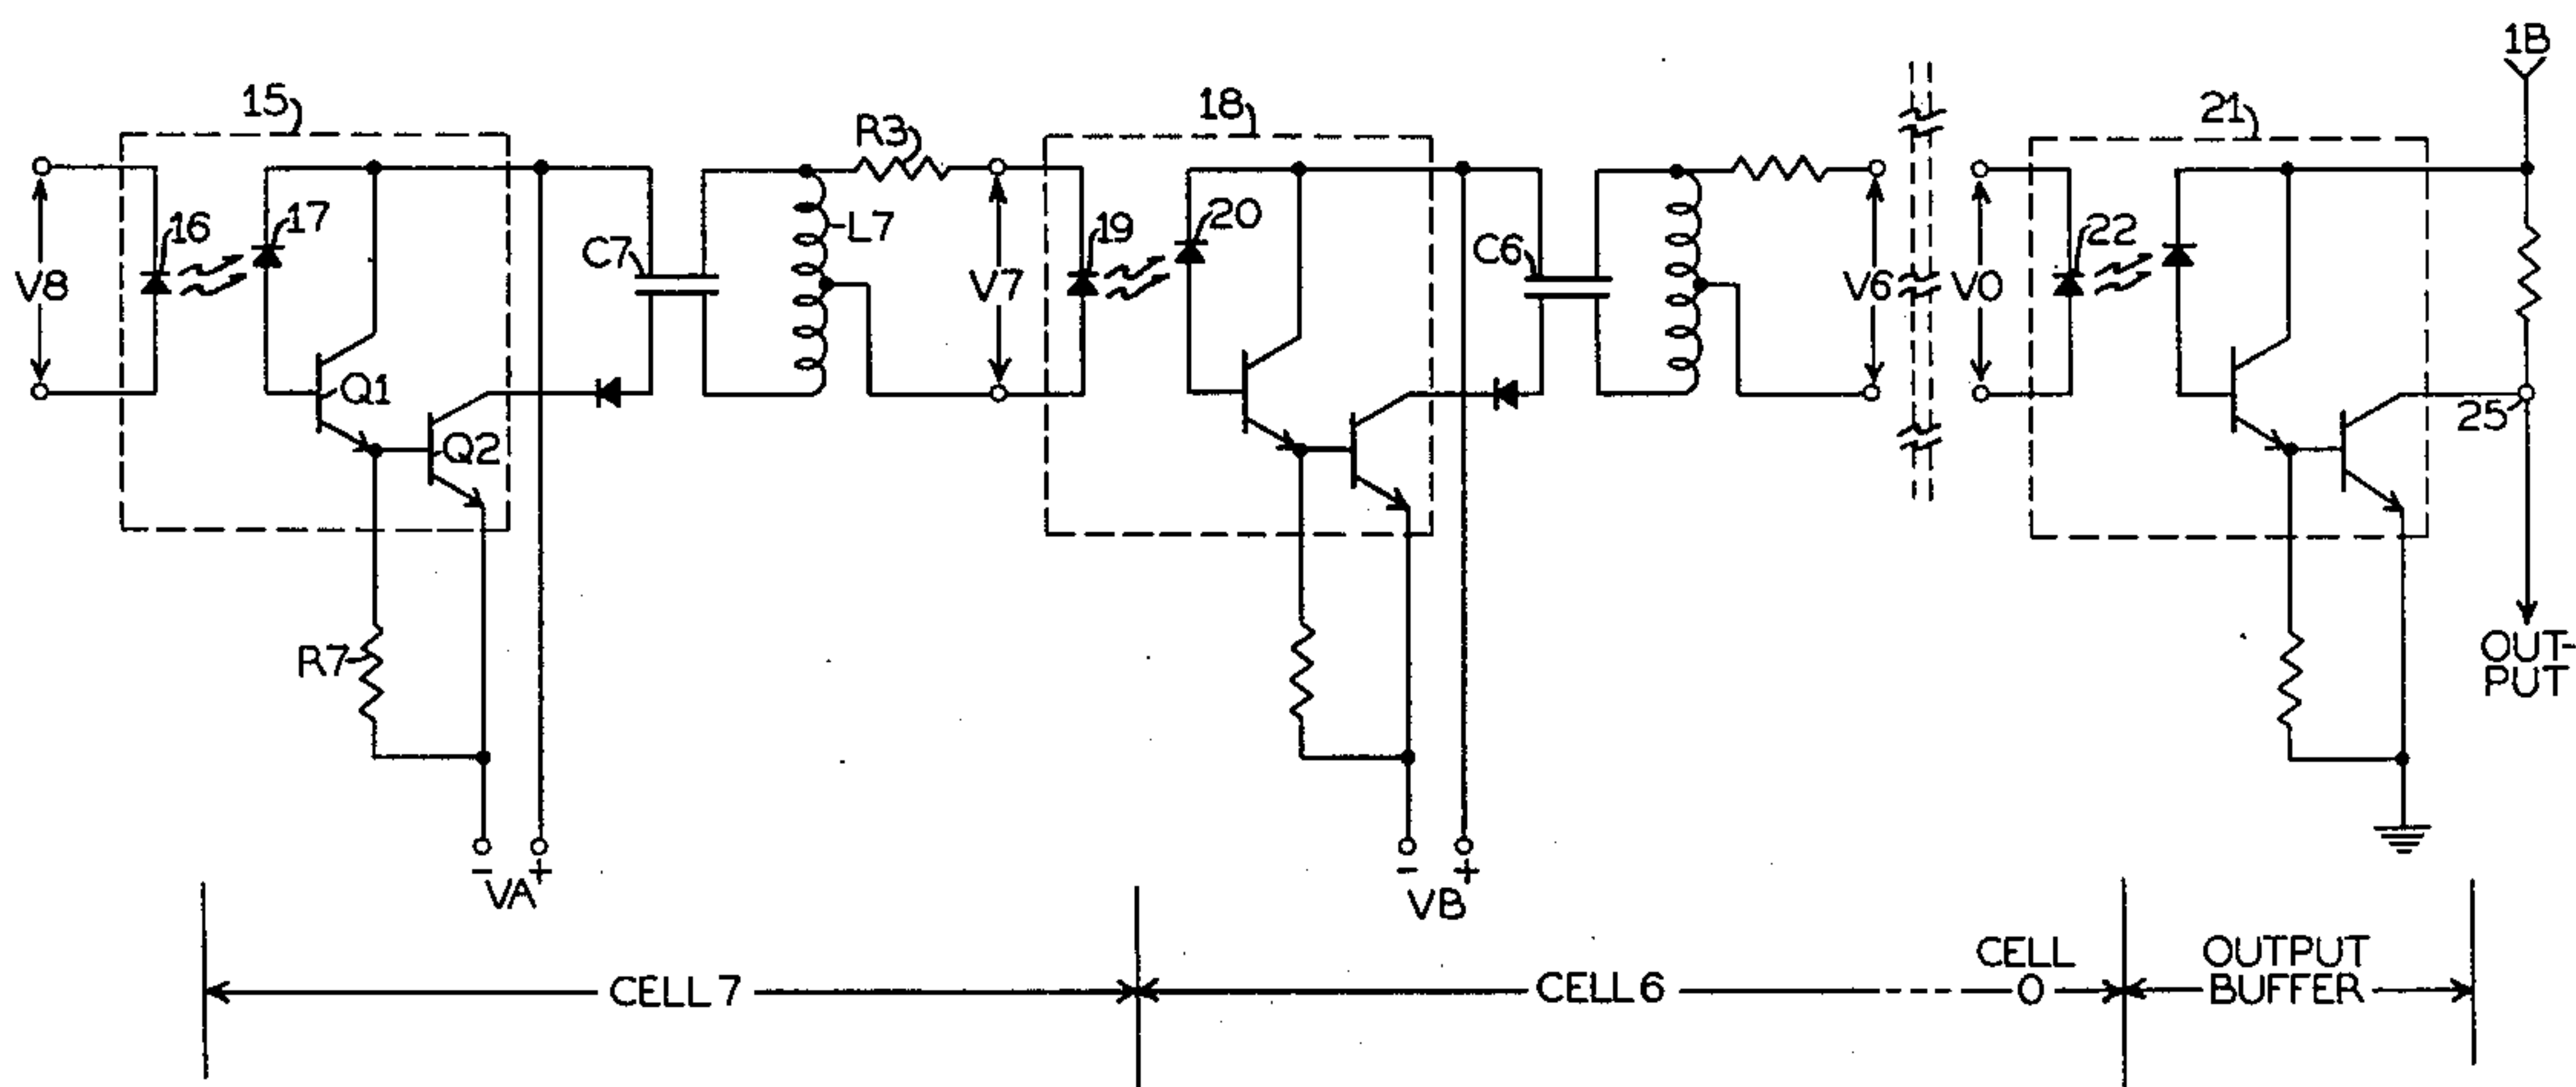 1B
15
R3
18
21
16
17
L7
19
20
22
C7
C6
V8
V7
V6
V0
Q1
25
Q2
R7
OUT-
PUT
- +
VA
- +
VB
CELL 7
CELL 6
CELL
0
OUTPUT
BUFFER